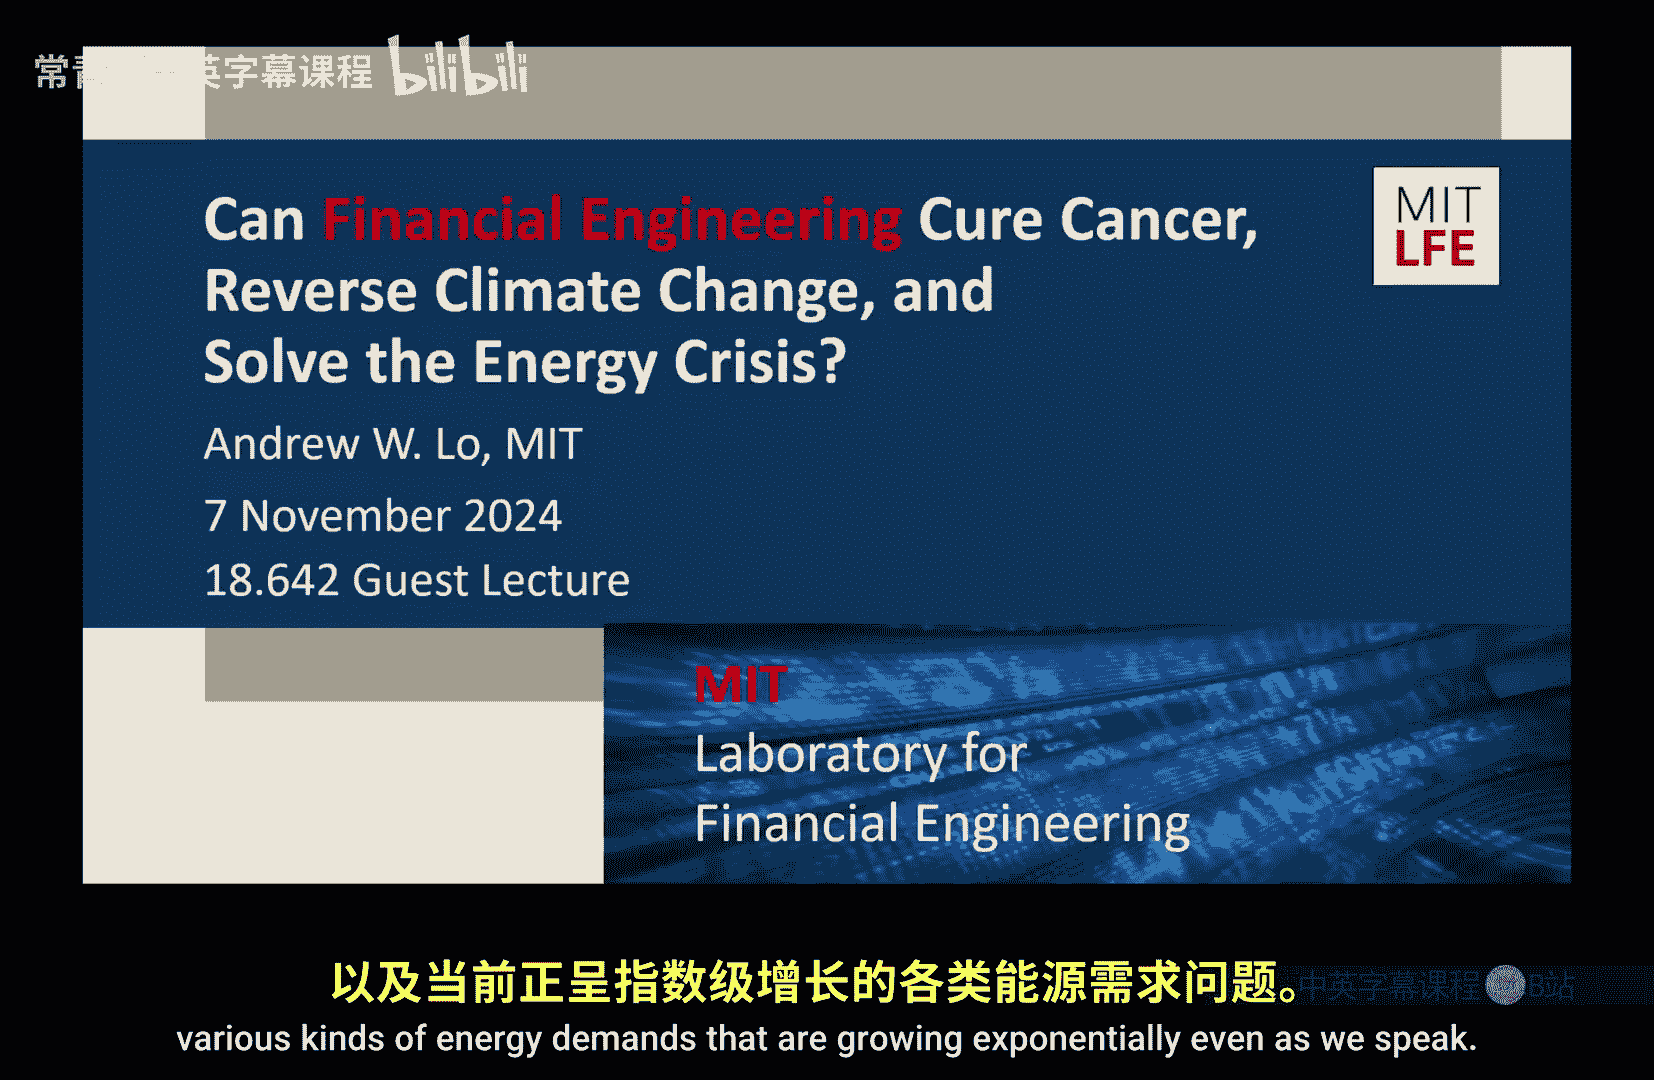 常
英字幕课程 bilibili
Can Financial Engineering Cure Cancer,
Reverse Climate Change, and
Solve the Energy Crisis?
MIT
LFE
Andrew W. Lo, MIT
7 November 2024
18.642 Guest Lecture
MIT
Laboratory for
Financial Engineering
以及当前正呈指数级增长的各类能源需求问题。
中英字幕课程 B站
various kinds of energy demands that are growing exponentially even as we speak.